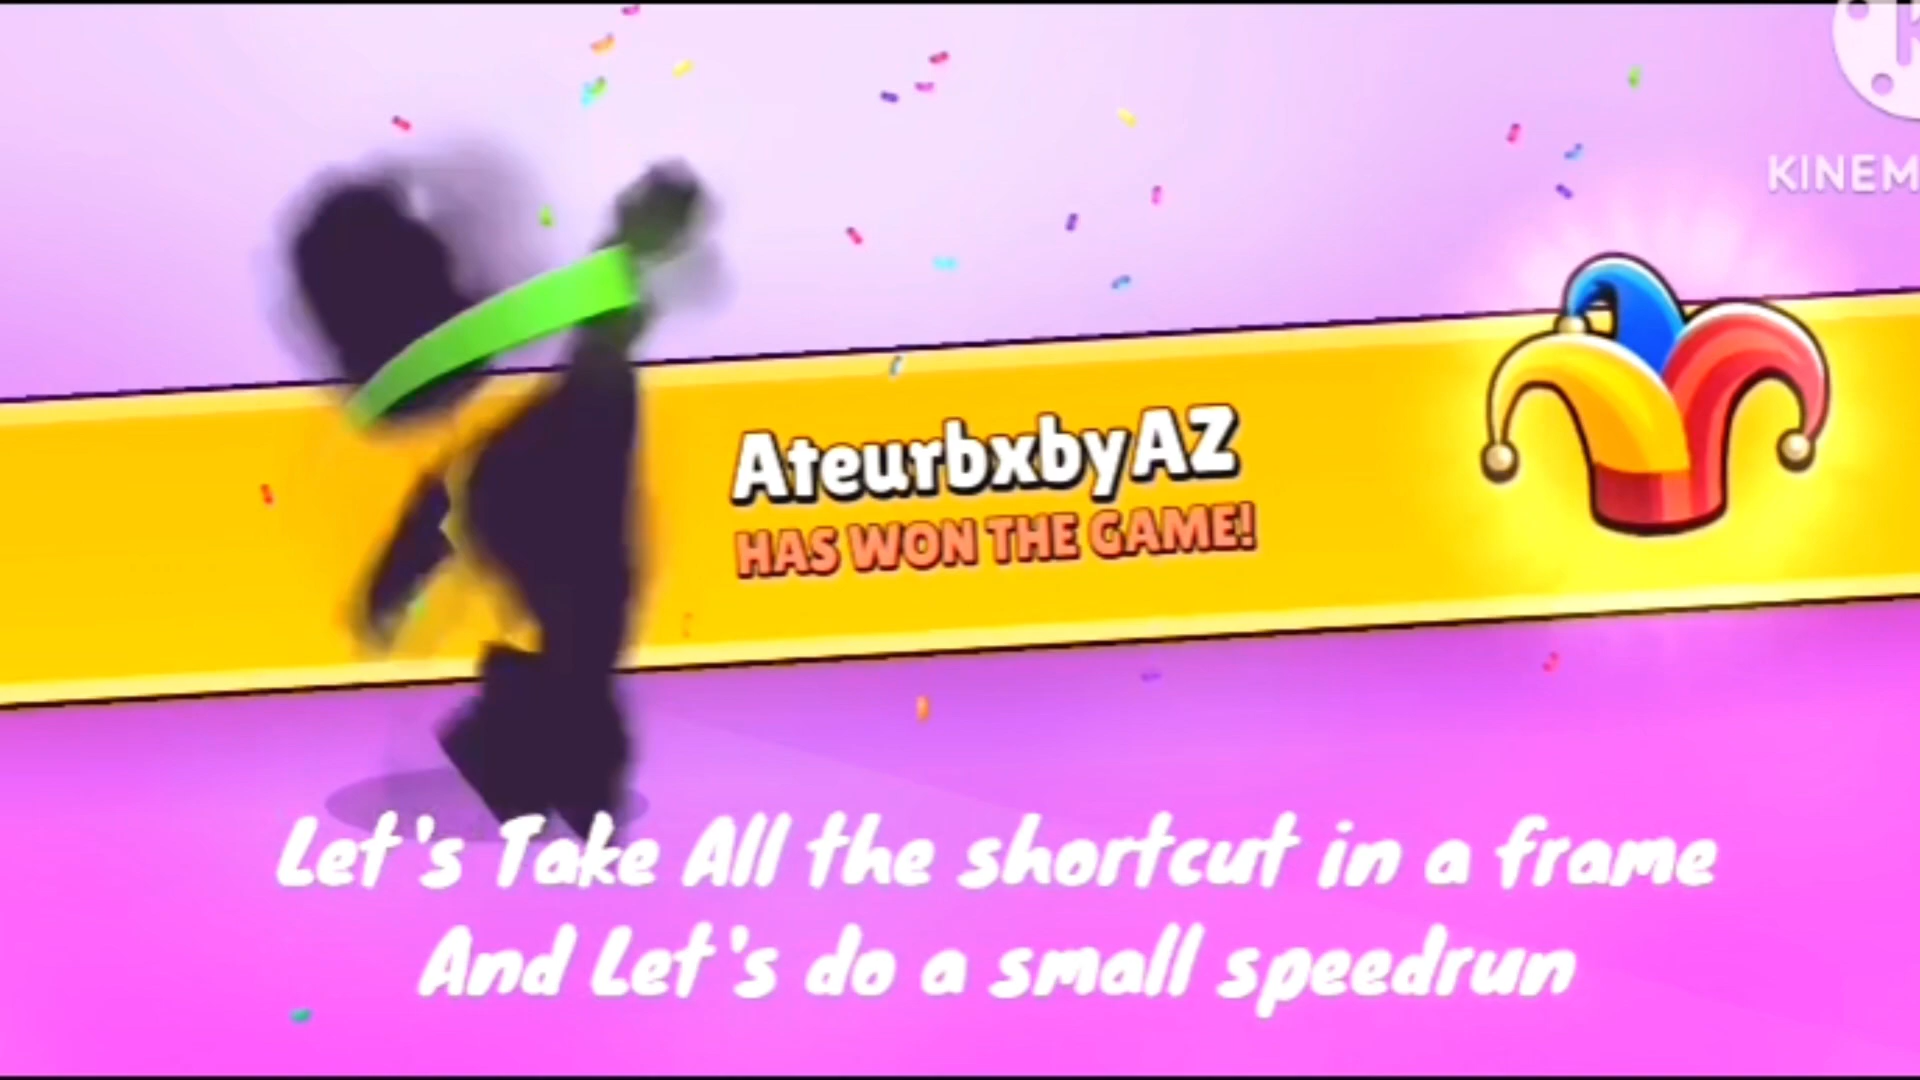 KINEM
AteurbxbyAZ
HAS WON THE GAME!
Let's Take All the shortcut in a frame
And Let's do a small speedrun